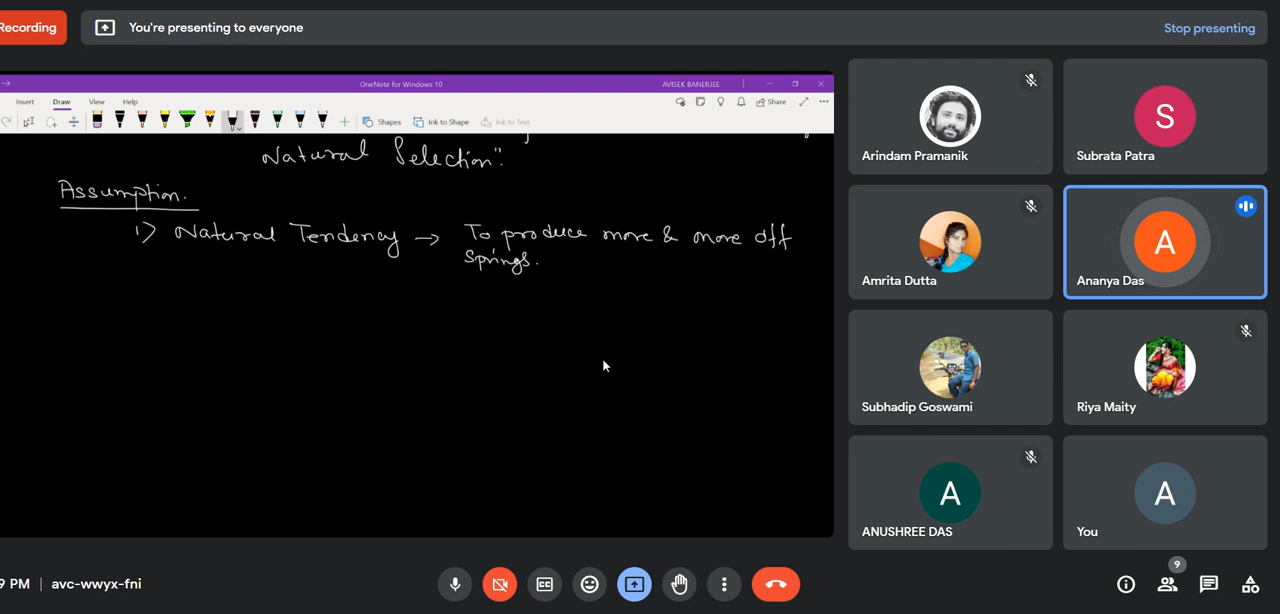 Recording
You're presenting to everyone
Stop presenting
OneNote for Windows 10
AVISEK BANERJEE
Insert Draw View Help
Share
Shapes Ink to Shape Ink to Text
Natural Selection".
Assumption.
1) Natural Tendency → To produce more & more off
springs.
Arindam Pramanik
S
Subrata Patra
Amrita Dutta
A
Ananya Das
Subhadip Goswami
Riya Maity
A
ANUSHREE DAS
A
You
9 PM | avc-wwyx-fni
9